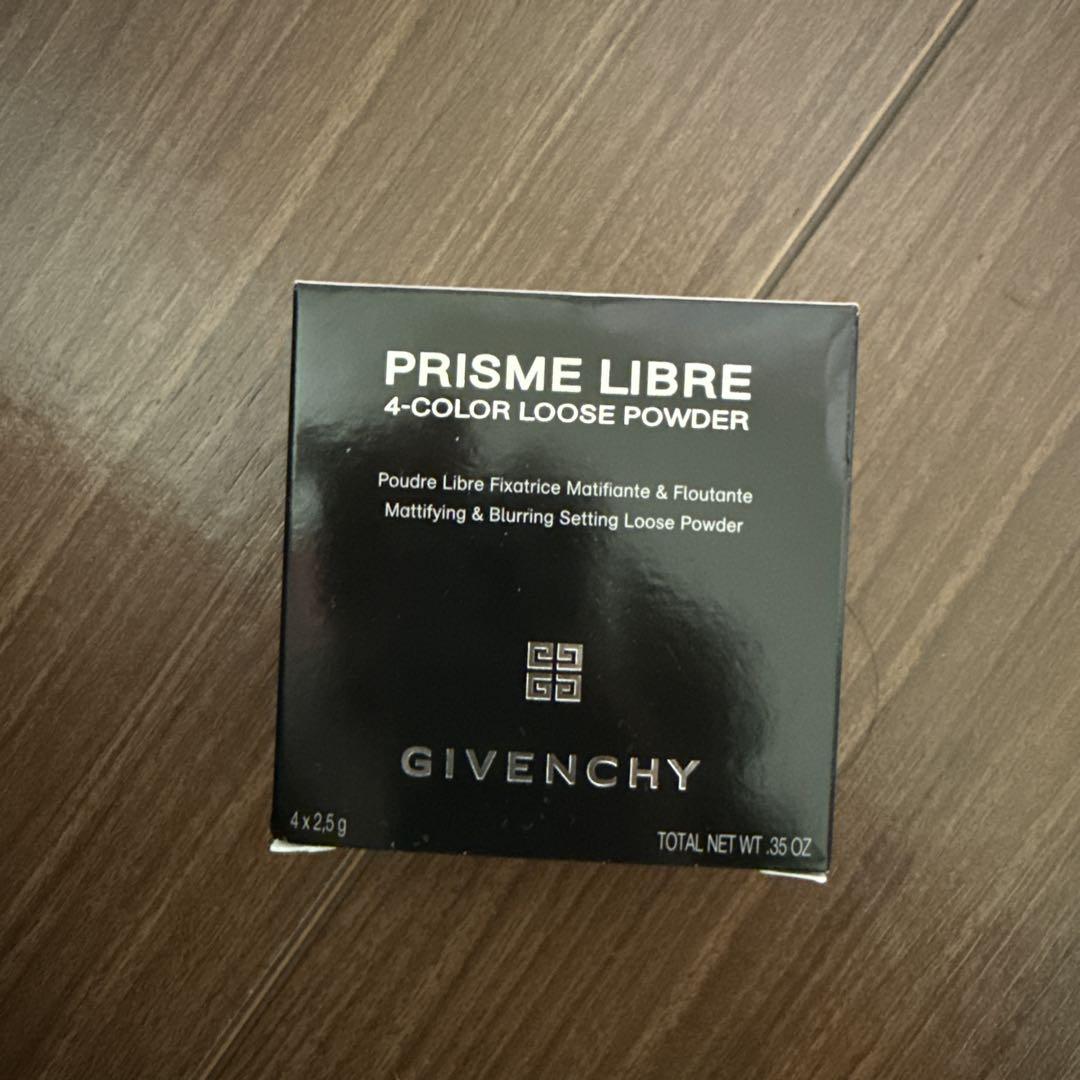 PRISME LIBRE
4-COLOR LOOSE POWDER
Poudre Libre Fixatrice Matifiante & Floutante
Mattifying & Blurring Setting Loose Powder
GIVENCHY
4 x 2,5 g
TOTAL NET WT .35 OZ